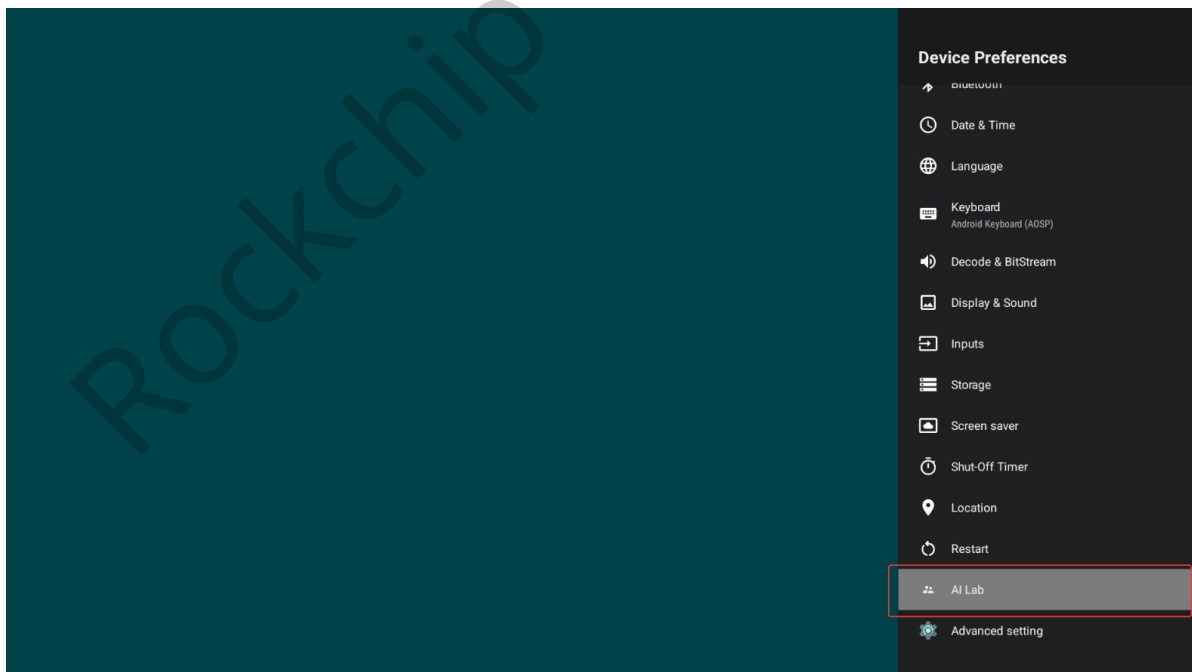 Rockchip
Device Preferences
Bluetooth
Date & Time
Language
Keyboard
Android Keyboard (AOSP)
Decode & BitStream
Display & Sound
Inputs
Storage
Screen saver
Shut-Off Timer
Location
Restart
AI Lab
Advanced setting